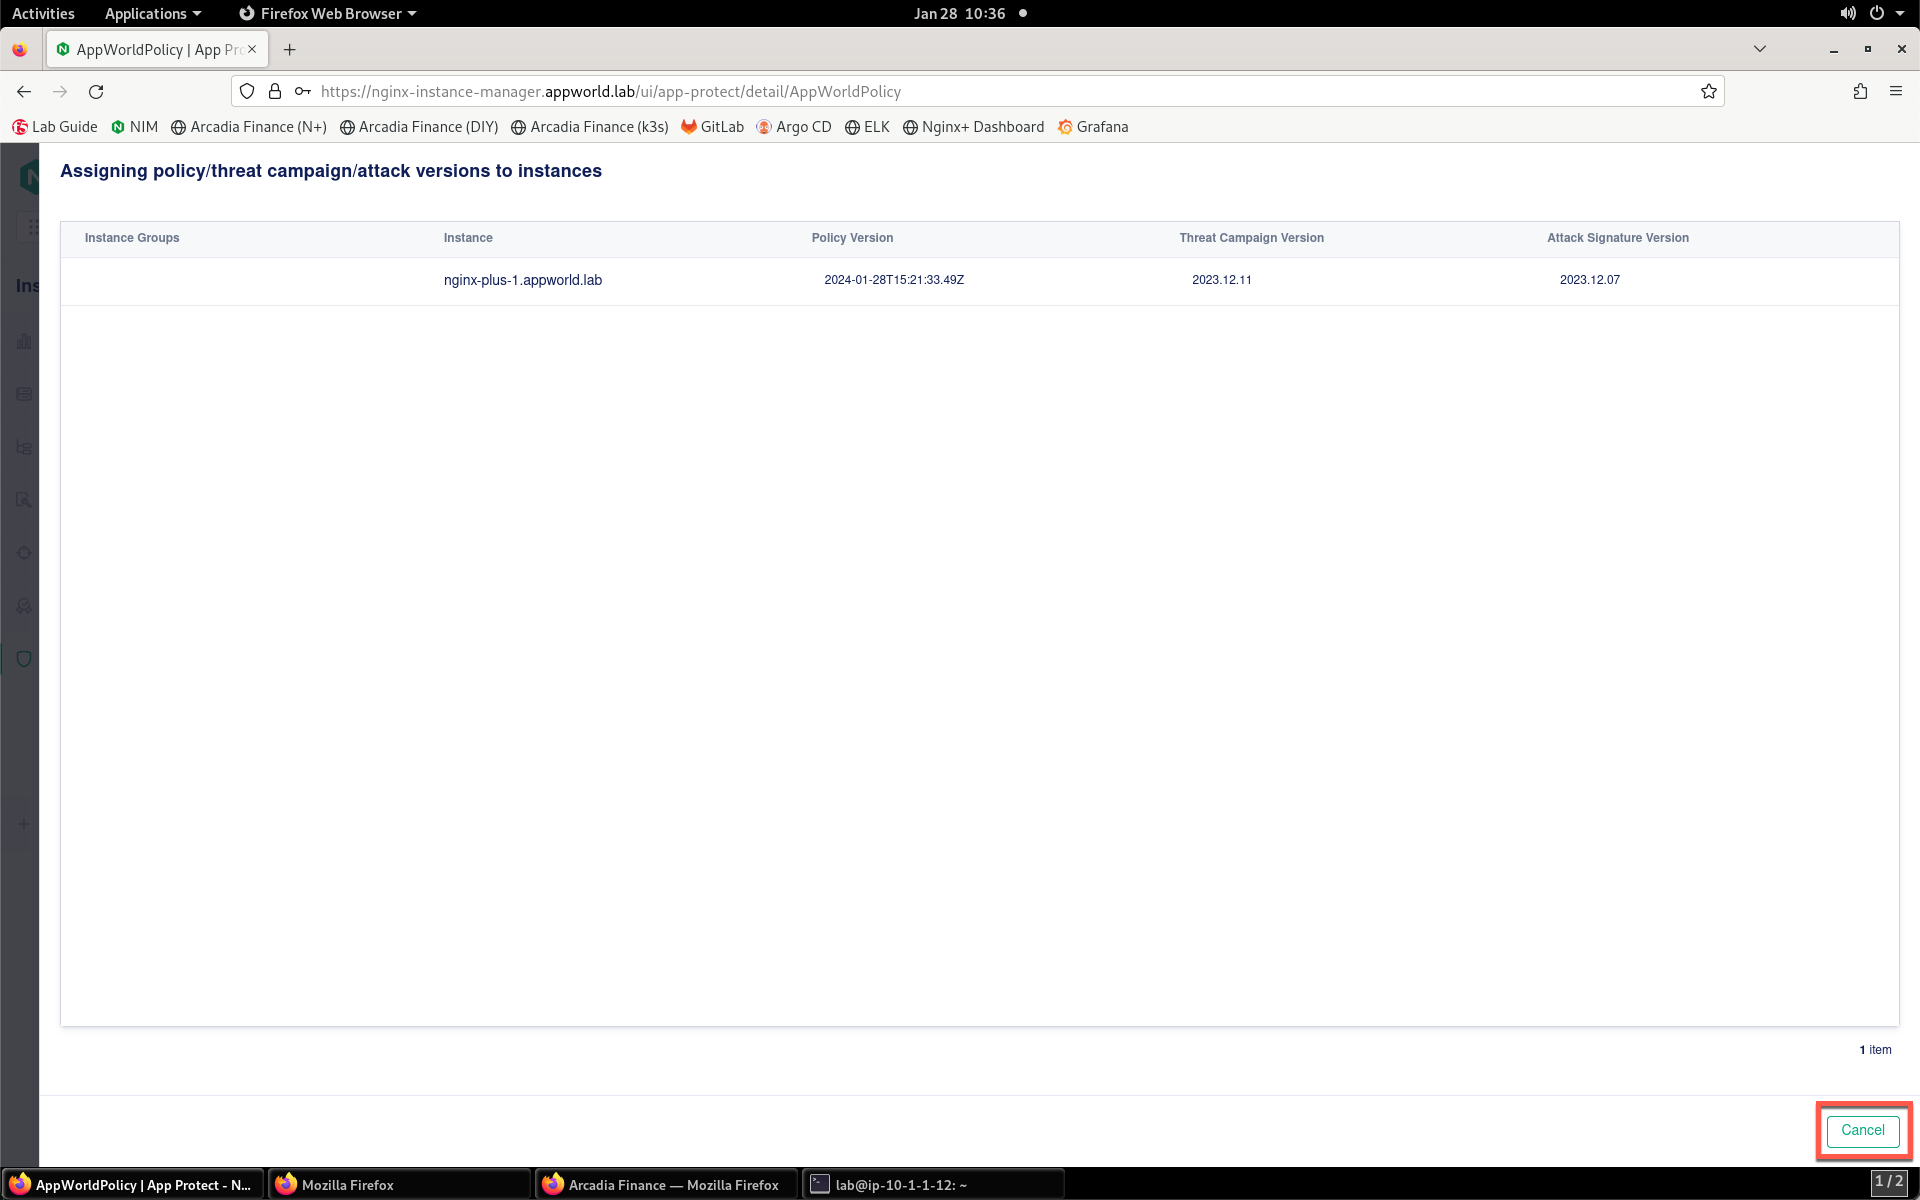 Activities Applications Firefox Web Browser Jan 28 10:36
AppWorldPolicy | App Pr
https://nginx-instance-manager.appworld.lab/ui/app-protect/detail/AppWorldPolicy
Lab Guide NIM Arcadia Finance (N+) Arcadia Finance (DIY) Arcadia Finance (k3s) GitLab Argo CD ELK Nginx+ Dashboard Grafana
Assigning policy/threat campaign/attack versions to instances
Instance Groups Instance Policy Version Threat Campaign Version Attack Signature Version
nginx-plus-1.appworld.lab 2024-01-28T15:21:33.49Z 2023.12.11 2023.12.07
Ins
1 item
Cancel
AppWorldPolicy | App Protect - N... Mozilla Firefox Arcadia Finance — Mozilla Firefox lab@ip-10-1-1-12: ~ 1 / 2